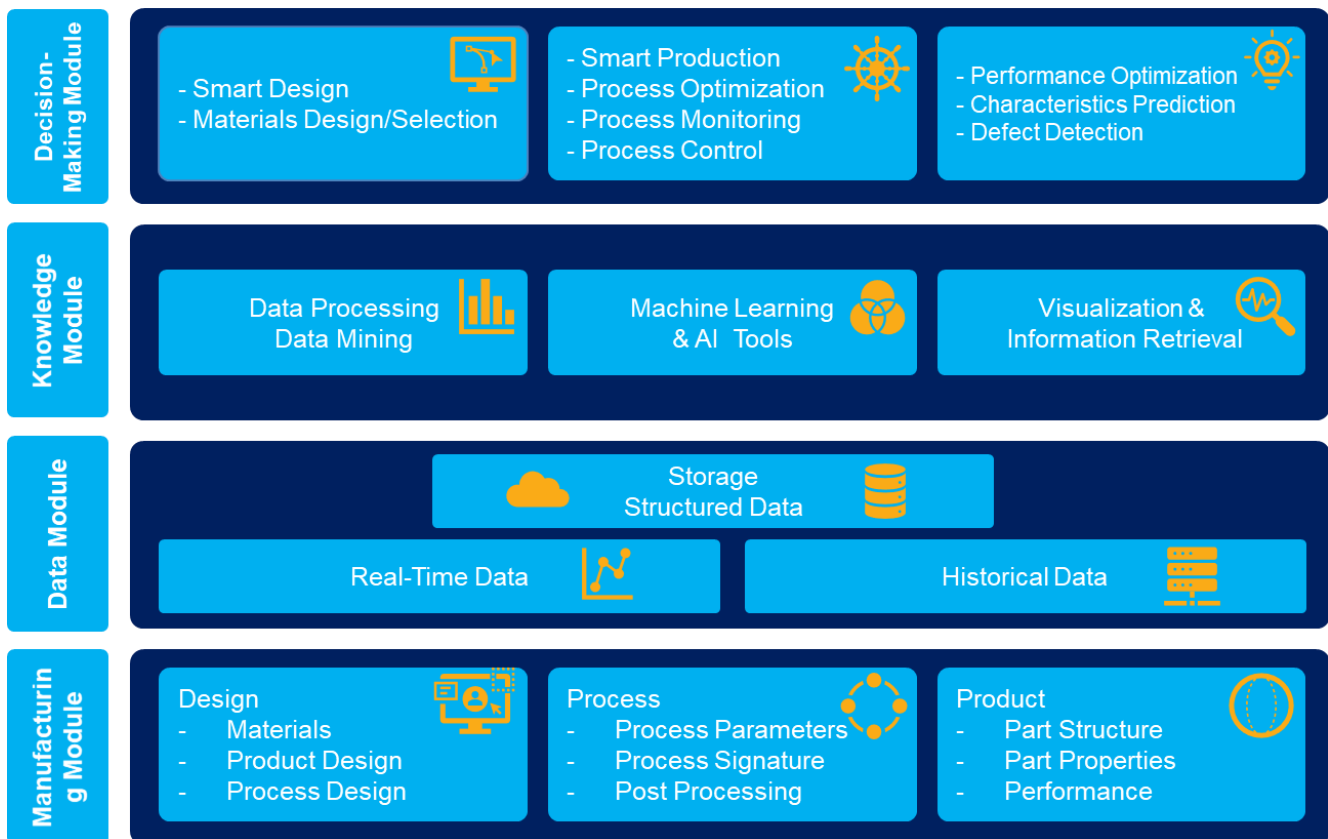 Decision-
Making Module
- Smart Design
- Materials Design/Selection
- Smart Production
- Process Optimization
- Process Monitoring
- Process Control
- Performance Optimization
- Characteristics Prediction
- Defect Detection
Knowledge
Module
Data Processing
Data Mining
Machine Learning
& AI Tools
Visualization &
Information Retrieval
Data Module
Storage
Structured Data
Real-Time Data
Historical Data
Manufacturin
g Module
Design
- Materials
- Product Design
- Process Design
Process
- Process Parameters
- Process Signature
- Post Processing
Product
- Part Structure
- Part Properties
- Performance